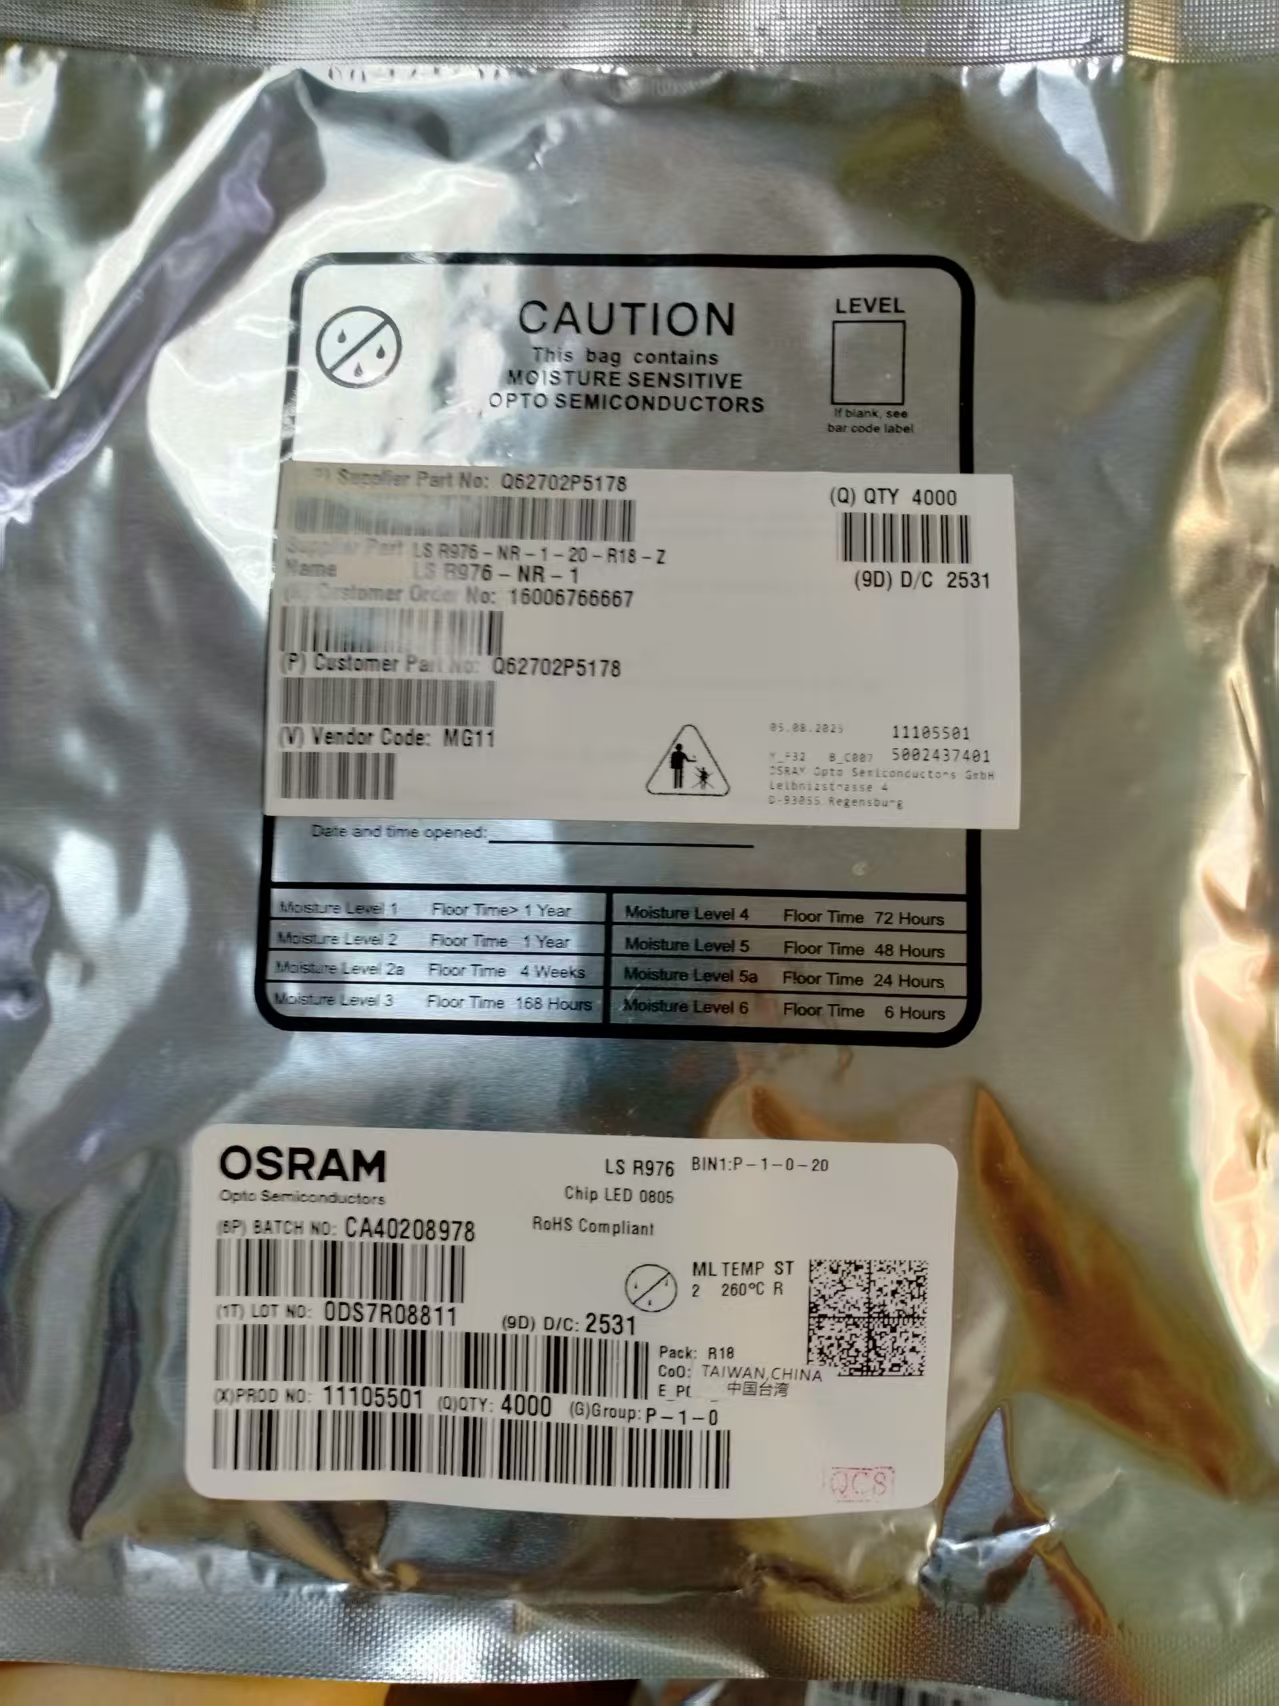 CAUTION
This bag contains
MOISTURE SENSITIVE
OPTO SEMICONDUCTORS
LEVEL
If blank, see
bar code label
Supplier Part No: Q62702P5178
(Q) QTY 4000
Supplier Part LS R976-NR-1-20-R18-Z
Name LS R976-NR-1
(9D) D/C 2531
Customer Order No: 16006766667
(P) Customer Part No: Q62702P5178
(V) Vendor Code: MG11
05.08.2025 11105501
B_C007 5002437401
OSRAM Opto Semiconductors GmbH
Leibnizstrasse 4
D-93055 Regensburg
Date and time opened:
Moisture Level 1 Floor Time> 1 Year
Moisture Level 4 Floor Time 72 Hours
Moisture Level 2 Floor Time 1 Year
Moisture Level 5 Floor Time 48 Hours
Moisture Level 2a Floor Time 4 Weeks
Moisture Level 5a Floor Time 24 Hours
Moisture Level 3 Floor Time 168 Hours
Moisture Level 6 Floor Time 6 Hours
OSRAM
Opto Semiconductors
LS R976 BIN1:P-1-0-20
Chip LED 0805
RoHS Compliant
(6P) BATCH NO: CA40208978
ML TEMP ST
2 260°C R
(1T) LOT NO: 0DS7R08811 (9D) D/C: 2531
Pack: R18
CoO: TAIWAN,CHINA
中国台湾
(X)PROD NO: 11105501 (Q)QTY: 4000 (G)Group: P-1-0
QC8